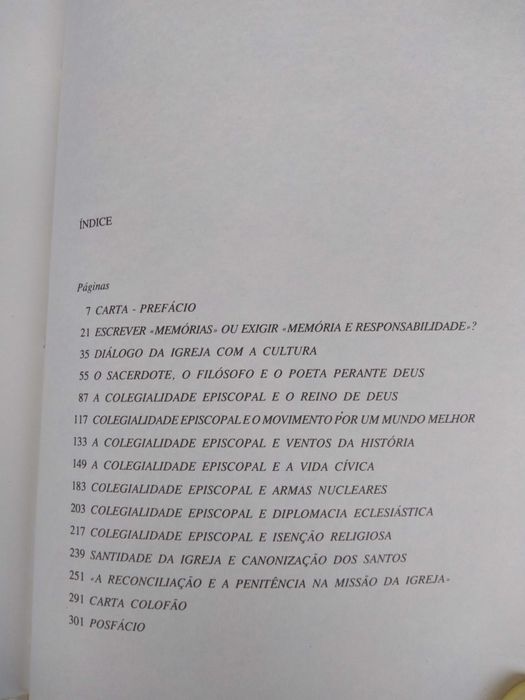 ÍNDICE
Páginas
7 CARTA - PREFÁCIO
21 ESCREVER «MEMÓRIAS» OU EXIGIR «MEMÓRIA E RESPONSABILIDADE»?
35 DIÁLOGO DA IGREJA COM A CULTURA
55 O SACERDOTE, O FILÓSOFO E O POETA PERANTE DEUS
87 A COLEGIALIDADE EPISCOPAL E O REINO DE DEUS
117 COLEGIALIDADE EPISCOPAL E O MOVIMENTO POR UM MUNDO MELHOR
133 A COLEGIALIDADE EPISCOPAL E VENTOS DA HISTÓRIA
149 A COLEGIALIDADE EPISCOPAL E A VIDA CÍVICA
183 COLEGIALIDADE EPISCOPAL E ARMAS NUCLEARES
203 COLEGIALIDADE EPISCOPAL E DIPLOMACIA ECLESIÁSTICA
217 COLEGIALIDADE EPISCOPAL E ISENÇÃO RELIGIOSA
239 SANTIDADE DA IGREJA E CANONIZAÇÃO DOS SANTOS
251 «A RECONCILIAÇÃO E A PENITÊNCIA NA MISSÃO DA IGREJA»
291 CARTA COLOFÃO
301 POSFÁCIO